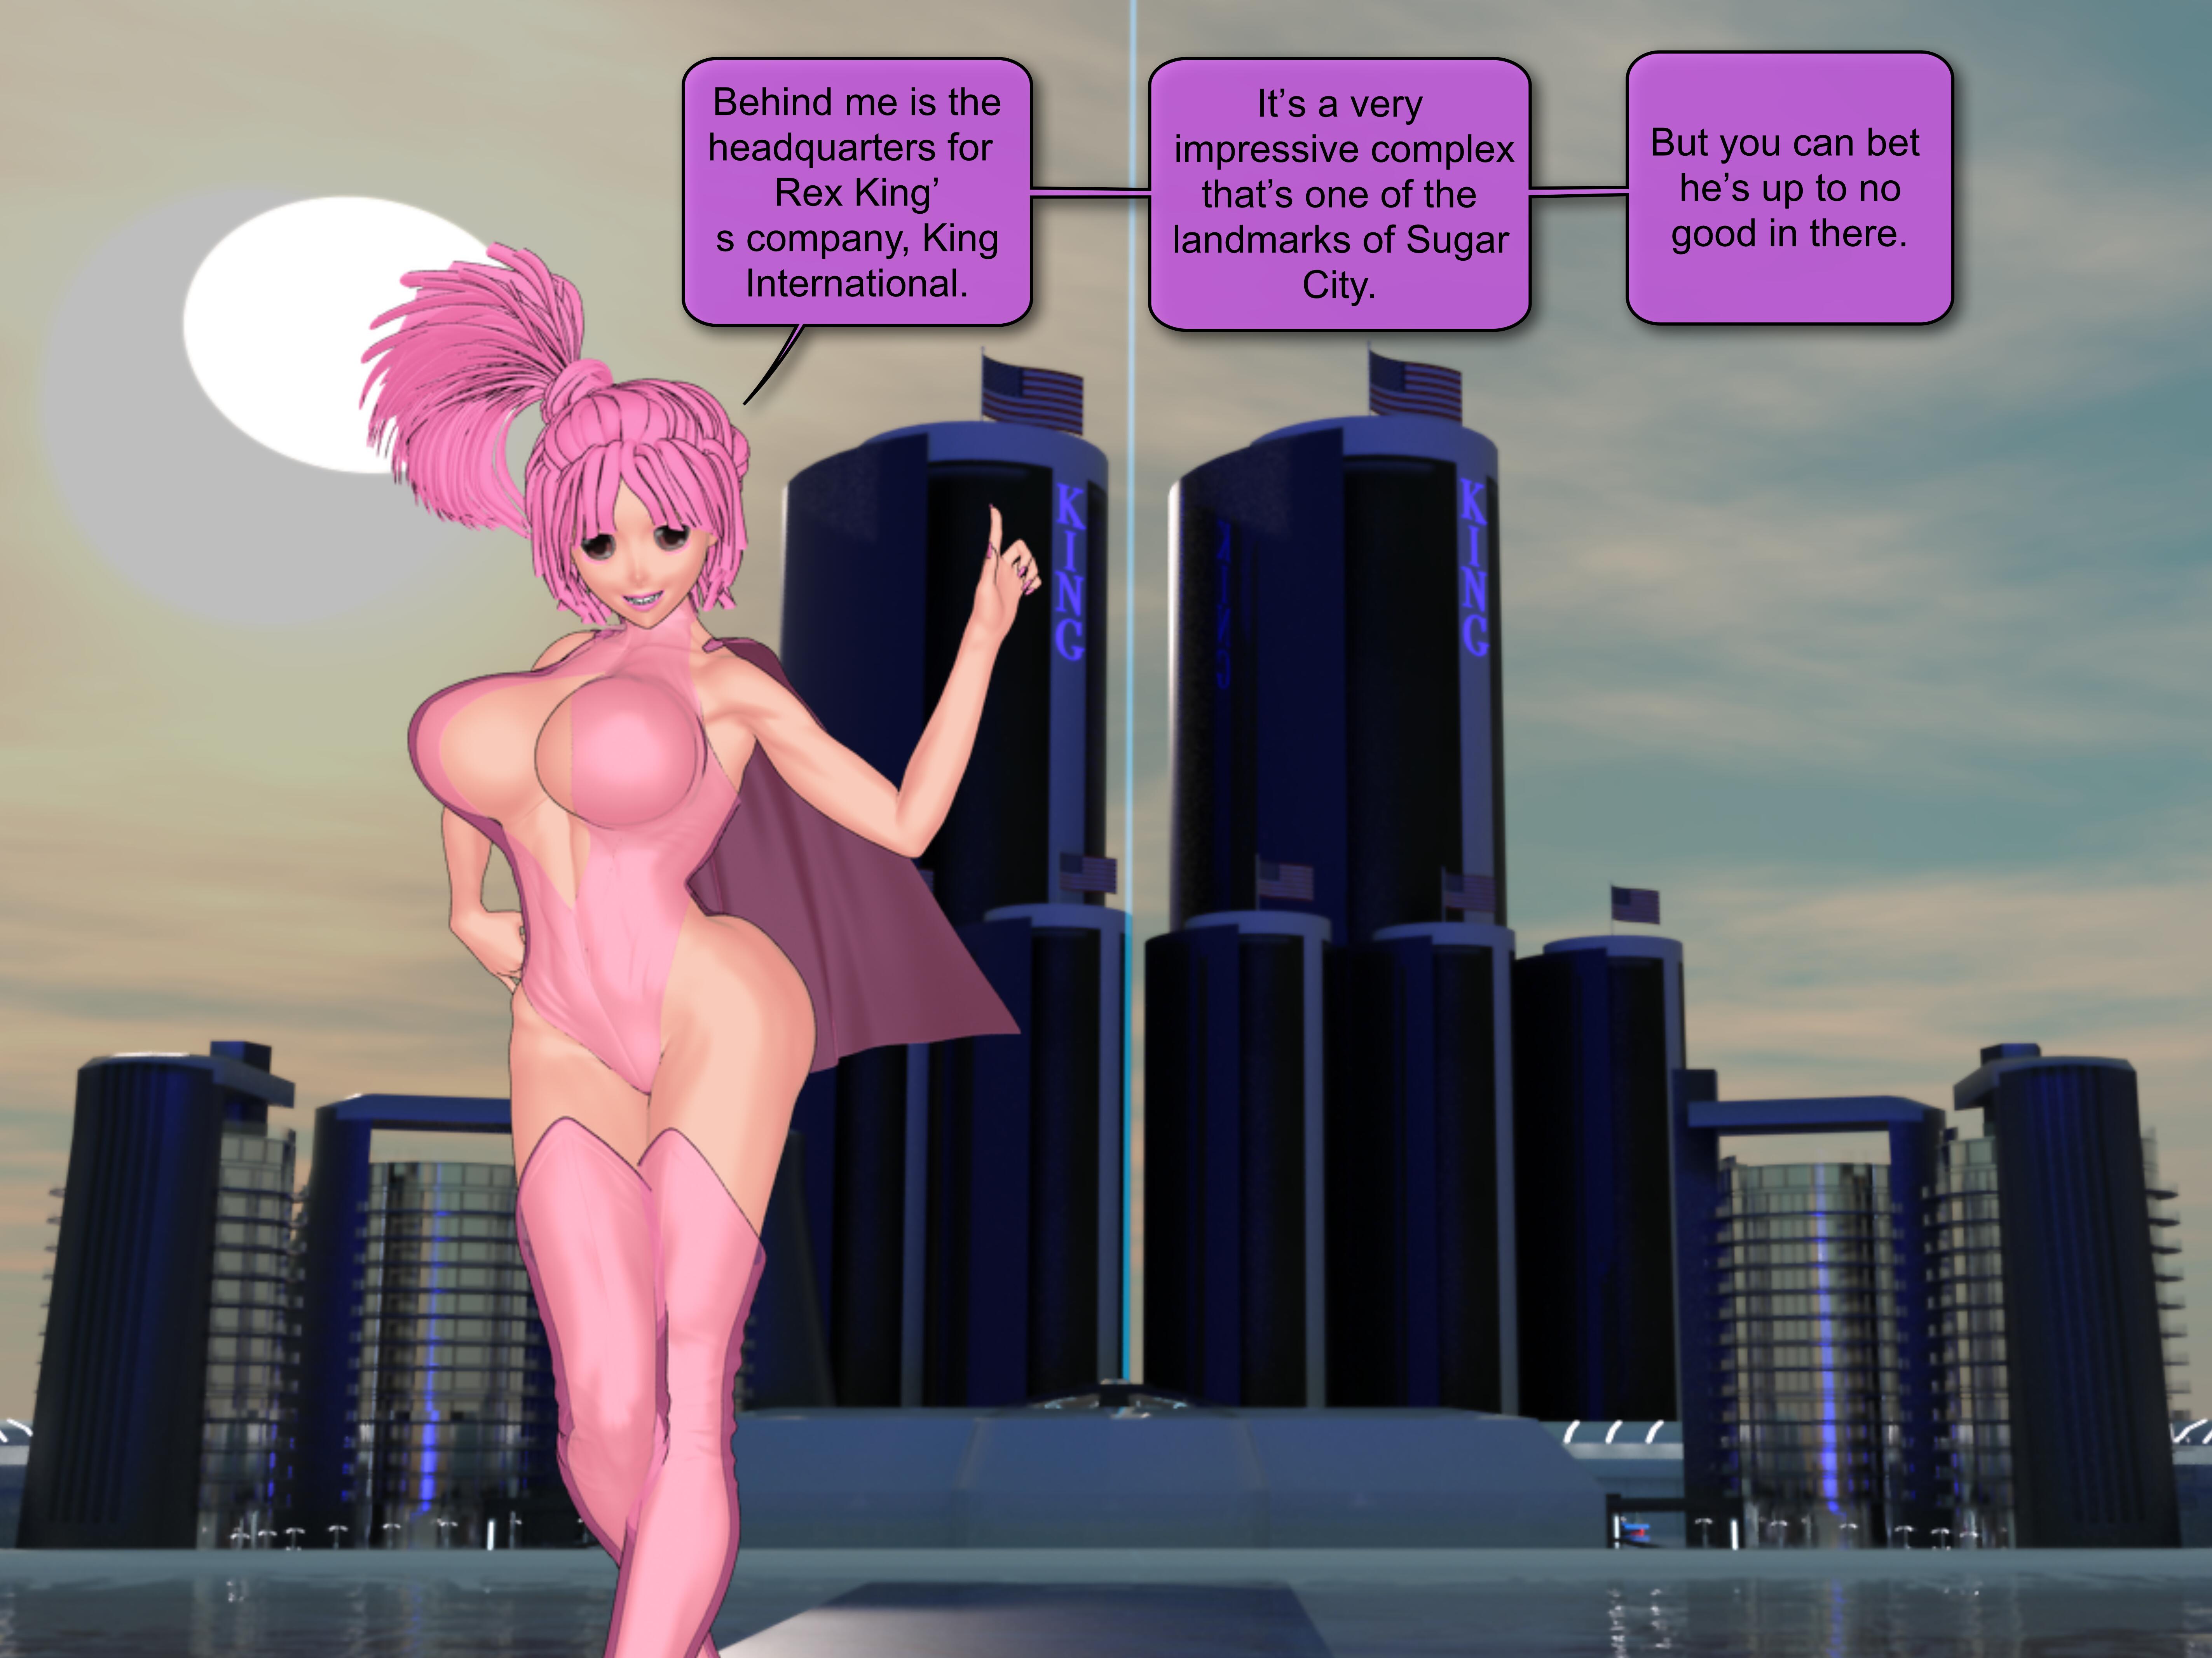 Behind me is the
headquarters for
Rex King’
s company, King
International.
It’s a very
impressive complex
that’s one of the
landmarks of Sugar
City.
But you can bet
he’s up to no
good in there.
KING
KING